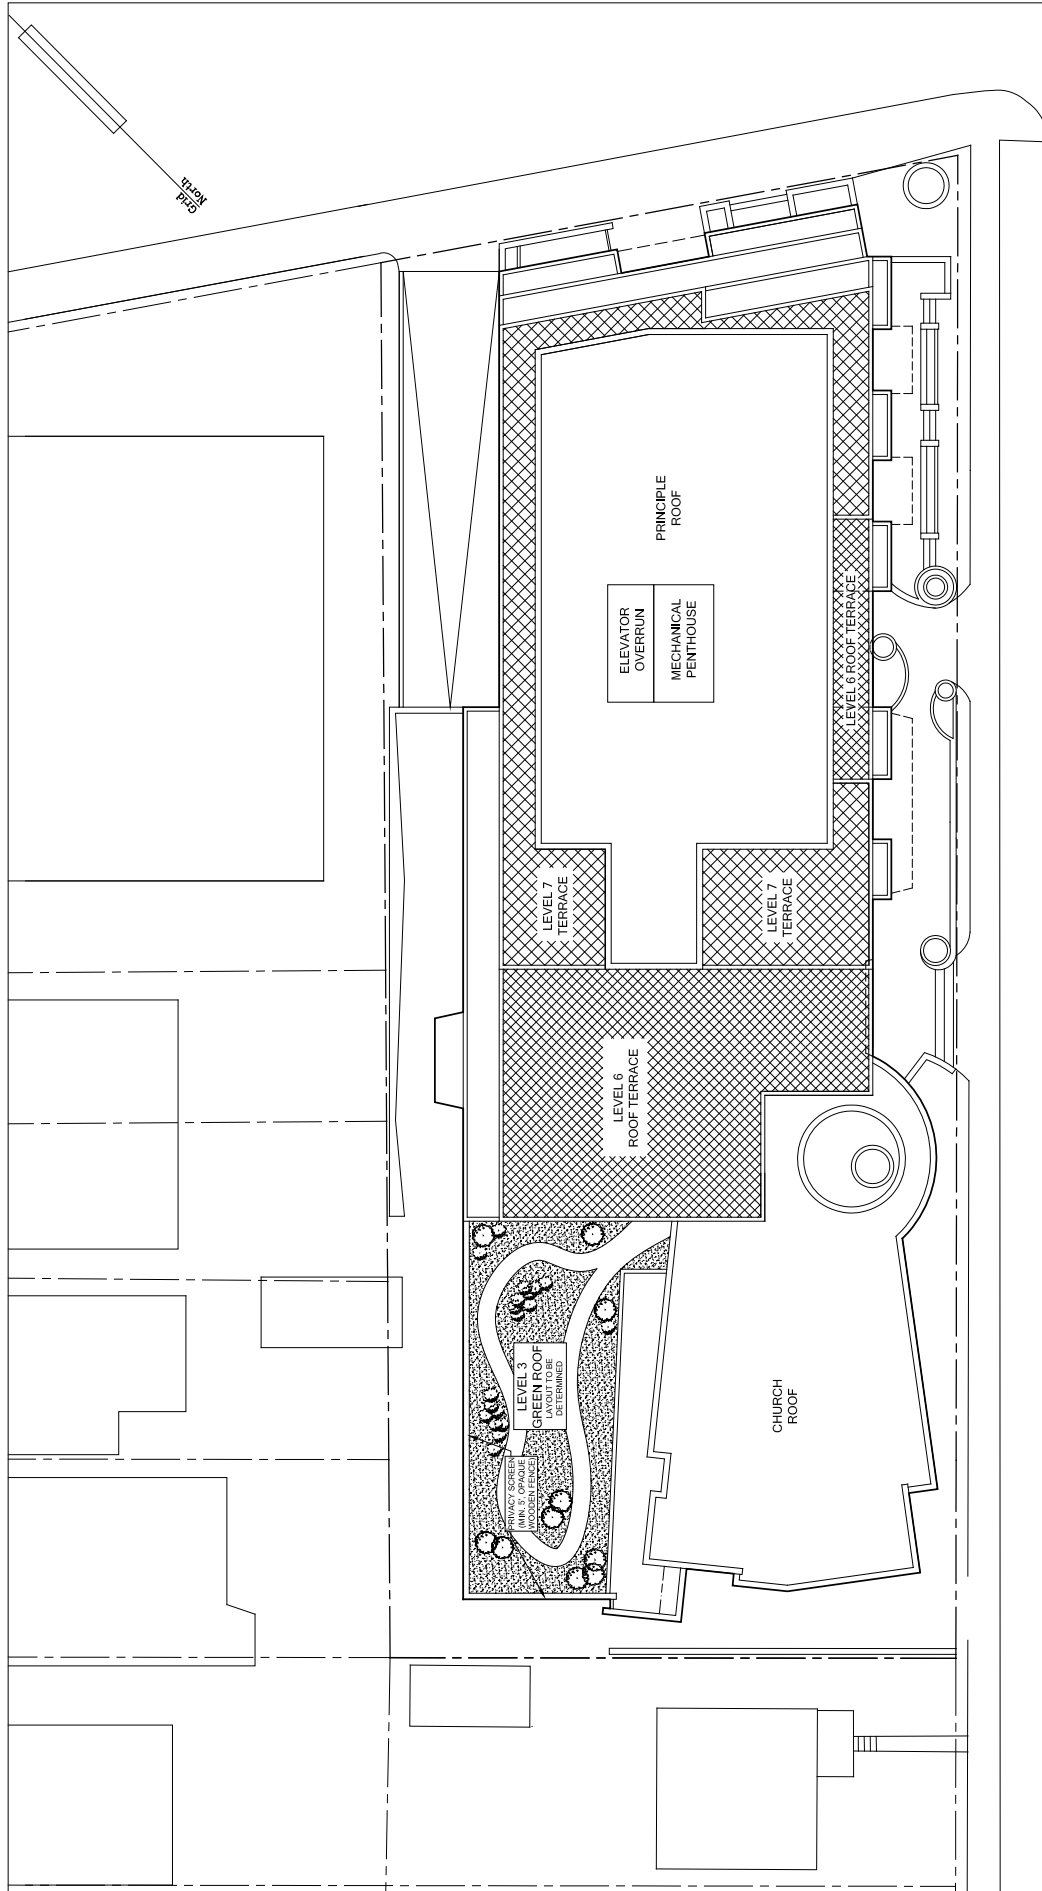 Grid
North
PRINCIPLE
ROOF
ELEVATOR
OVERRUN
MECHANICAL
PENTHOUSE
LEVEL 6 ROOF TERRACE
LEVEL 7
TERRACE
LEVEL 7
TERRACE
LEVEL 6
ROOF TERRACE
LEVEL 3
GREEN ROOF
LAYOUT TO BE
DETERMINED
PRIVACY SCREEN
(MIN. 5', OPAQUE
WOODEN FENCE)
CHURCH
ROOF